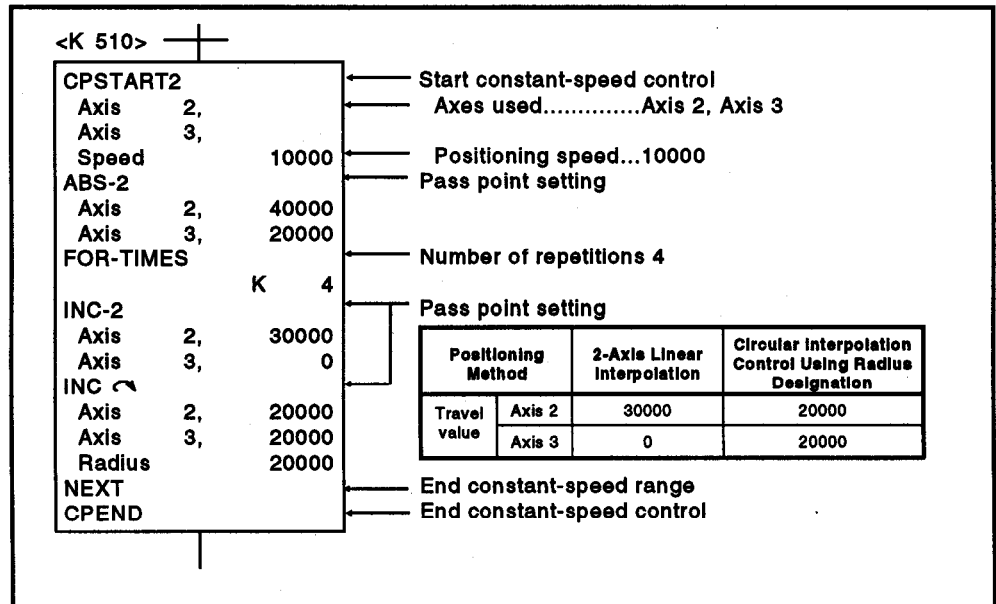 <K 510>
CPSTART2
Axis 2,
Axis 3,
Speed 10000
ABS-2
Axis 2, 40000
Axis 3, 20000
FOR-TIMES
K 4
INC-2
Axis 2, 30000
Axis 3, 0
INC ↷
Axis 2, 20000
Axis 3, 20000
Radius 20000
NEXT
CPEND
Start constant-speed control
Axes used..............Axis 2, Axis 3
Positioning speed...10000
Pass point setting
Number of repetitions 4
Pass point setting
Positioning Method
2-Axis Linear Interpolation
Circular Interpolation Control Using Radius Designation
Travel value
Axis 2 30000 20000
Axis 3 0 20000
End constant-speed range
End constant-speed control